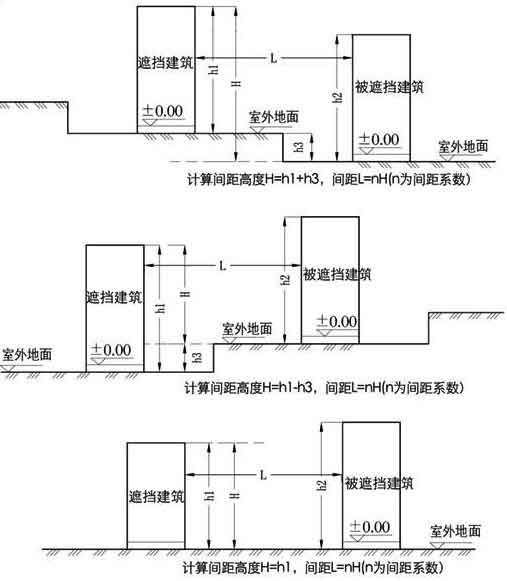 遮挡建筑
被遮挡建筑
L
h1
H
h2
±0.00
室外地面
h3
±0.00
室外地面
计算间距高度H=h1+h3，间距L=nH(n为间距系数)
遮挡建筑
被遮挡建筑
L
h1
H
h2
±0.00
室外地面
±0.00
室外地面
h3
计算间距高度H=h1-h3，间距L=nH(n为间距系数)
遮挡建筑
被遮挡建筑
L
h1
H
h2
±0.00
室外地面
计算间距高度H=h1，间距L=nH(n为间距系数)